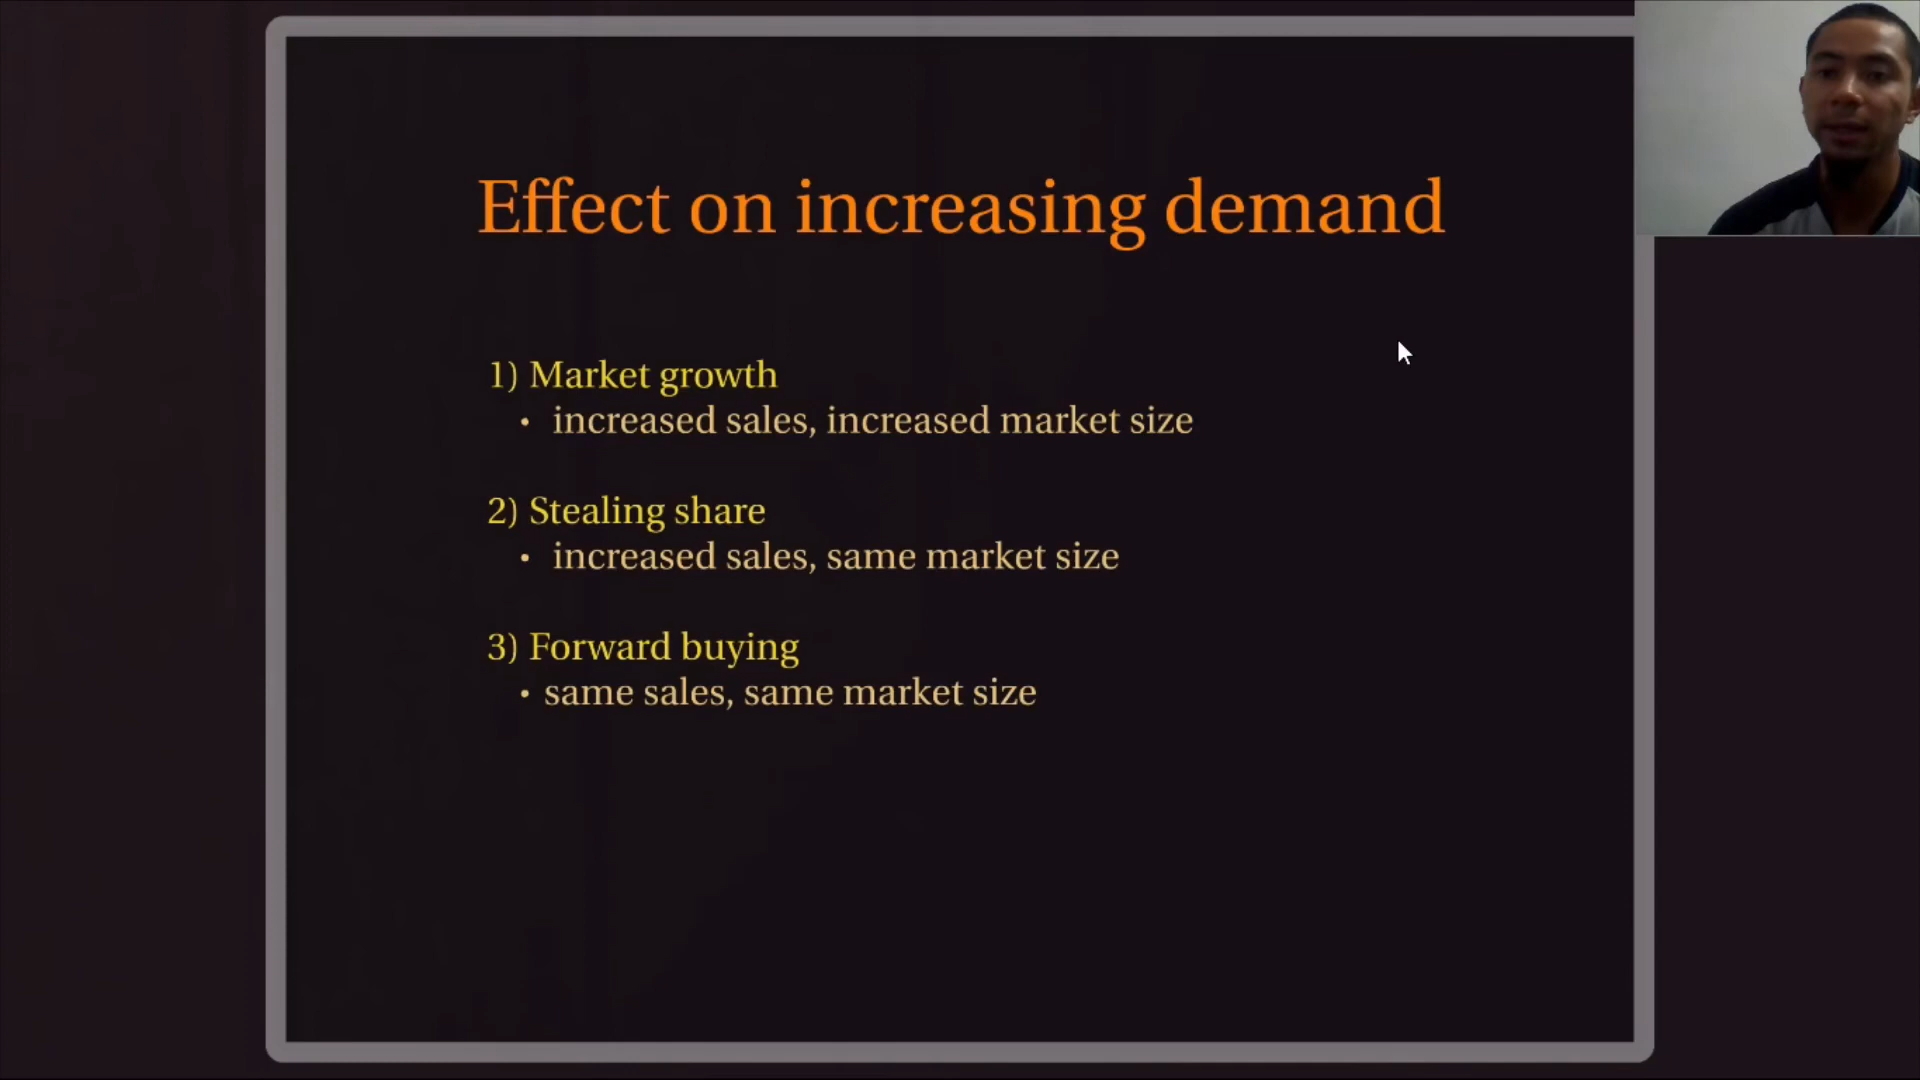 Effect on increasing demand
1) Market growth
• increased sales, increased market size
2) Stealing share
• increased sales, same market size
3) Forward buying
• same sales, same market size